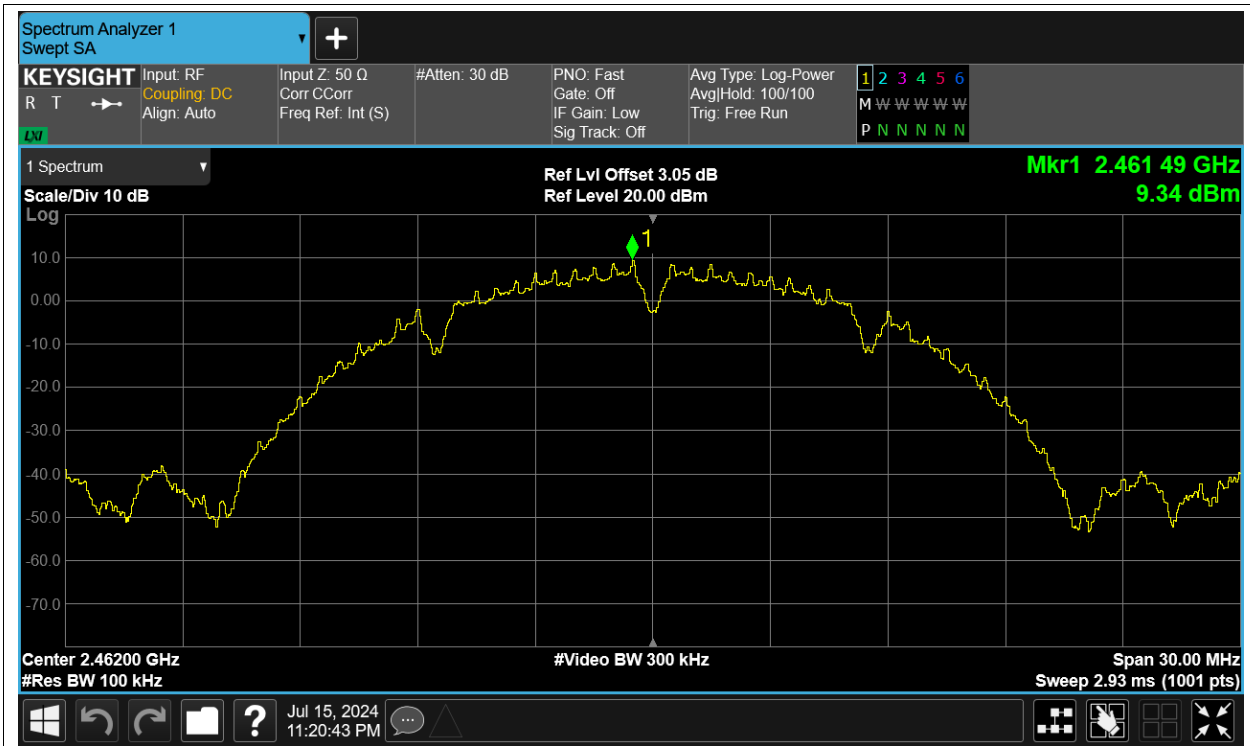 Spectrum Analyzer 1
Swept SA
KEYSIGHT
R T
LXI
Input: RF
Coupling: DC
Align: Auto
Input Z: 50 Ω
Corr CCorr
Freq Ref: Int (S)
#Atten: 30 dB
PNO: Fast
Gate: Off
IF Gain: Low
Sig Track: Off
Avg Type: Log-Power
Avg|Hold: 100/100
Trig: Free Run
1 2 3 4 5 6
M W W W W W
P N N N N N
1 Spectrum
Scale/Div 10 dB
Log
Ref Lvl Offset 3.05 dB
Ref Level 20.00 dBm
Mkr1 2.461 49 GHz
9.34 dBm
1
10.0
0.00
-10.0
-20.0
-30.0
-40.0
-50.0
-60.0
-70.0
Center 2.46200 GHz
#Res BW 100 kHz
#Video BW 300 kHz
Span 30.00 MHz
Sweep 2.93 ms (1001 pts)
?
Jul 15, 2024
11:20:43 PM